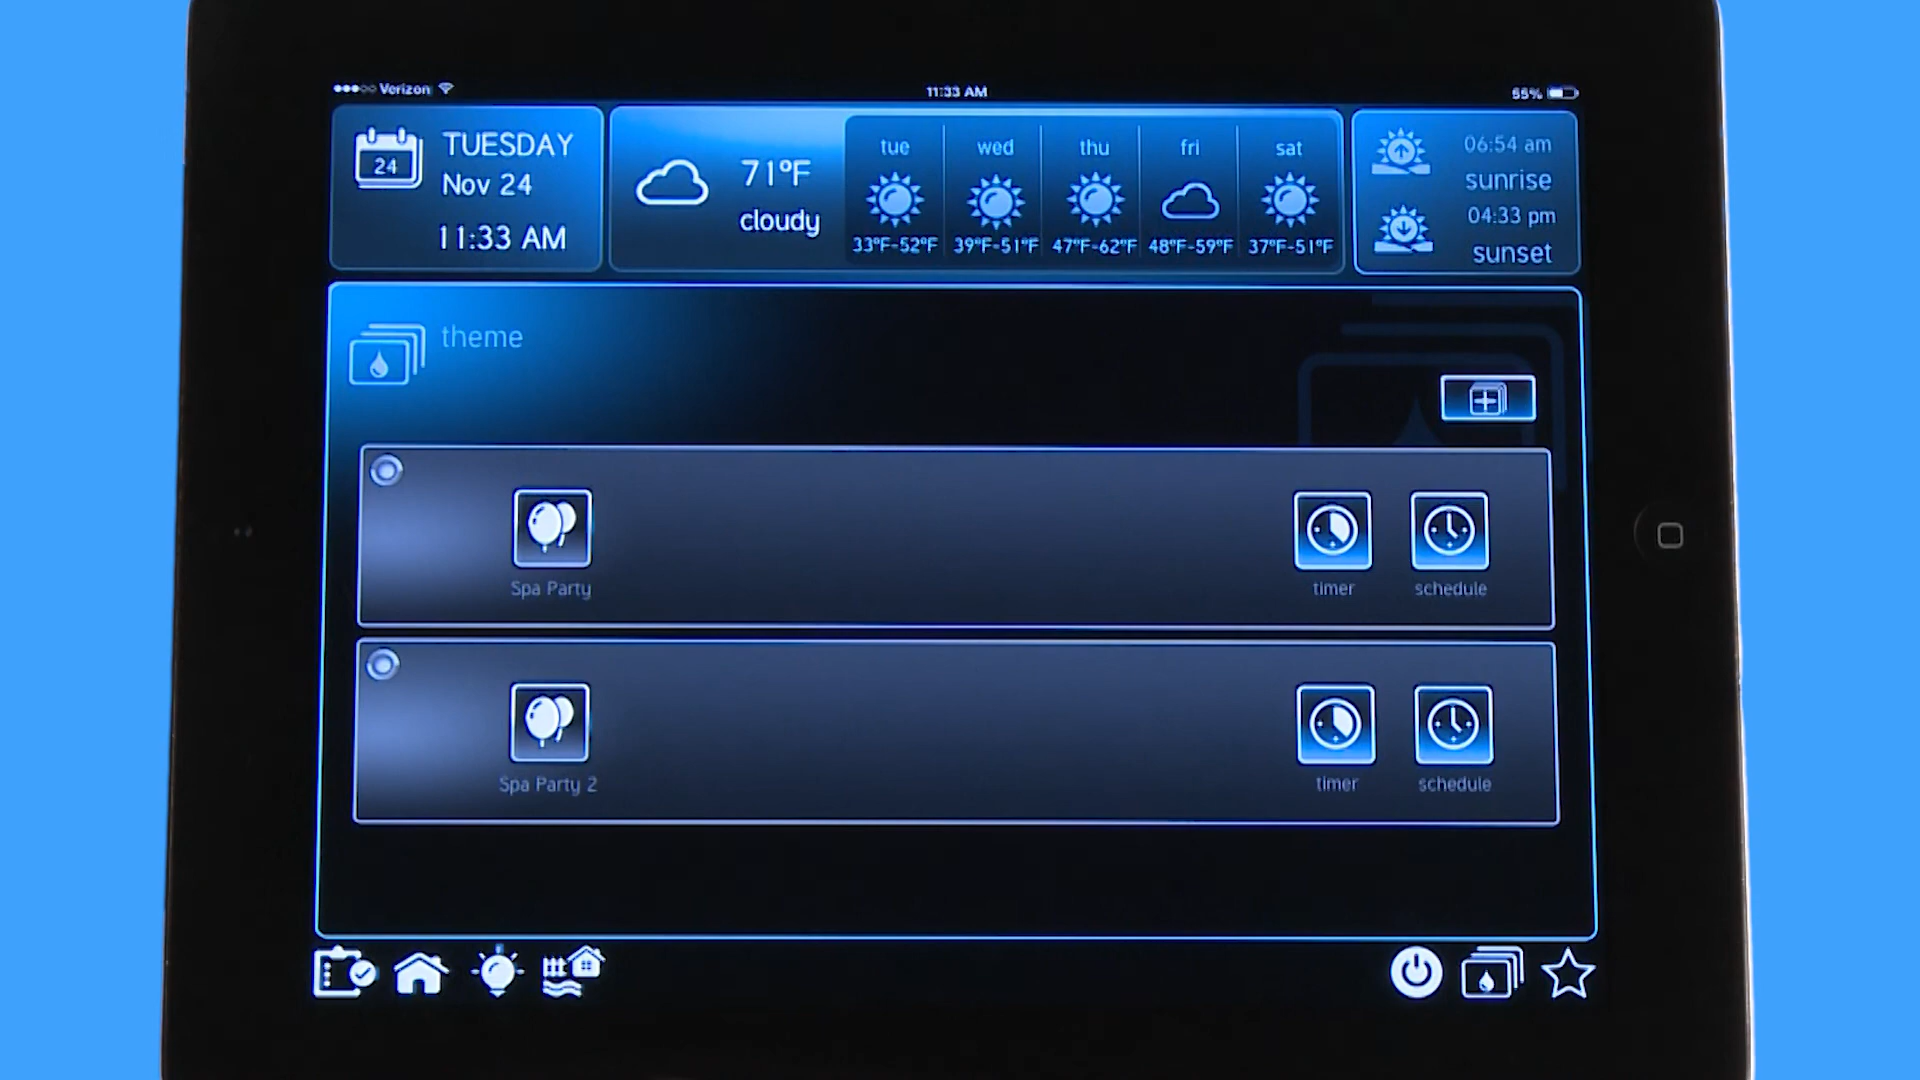 Verizon
11:33 AM
55%
24
TUESDAY
Nov 24
11:33 AM
71°F
cloudy
tue
wed
thu
fri
sat
33°F-52°F
39°F-51°F
47°F-62°F
48°F-59°F
37°F-51°F
06:54 am
sunrise
04:33 pm
sunset
theme
Spa Party
timer
schedule
Spa Party 2
timer
schedule